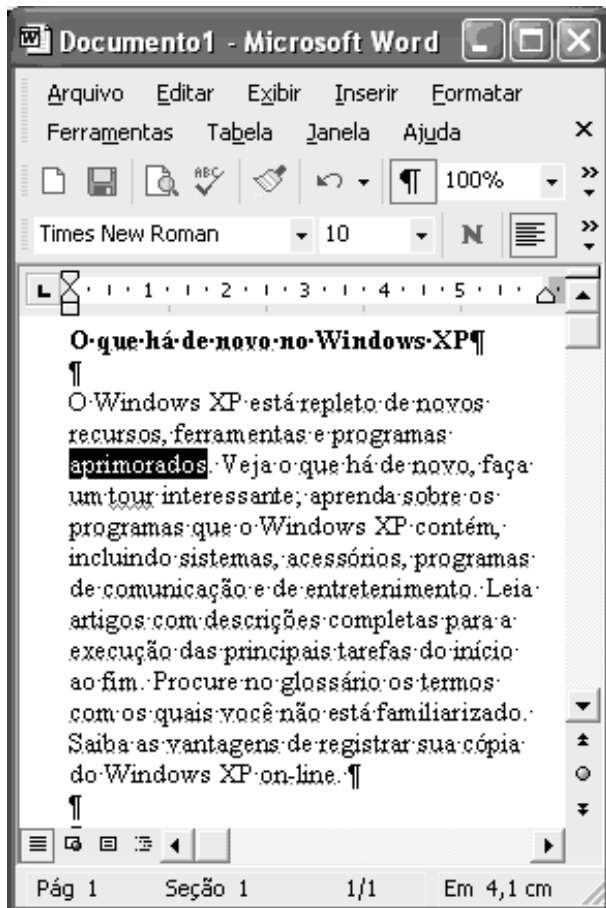 Documento1 - Microsoft Word
Arquivo Editar Exibir Inserir Formatar
Ferramentas Tabela Janela Ajuda
ABC ¶ 100%
Times New Roman 10 N
L 1 2 3 4 5
O·que·há·de·novo·no·Windows·XP¶
¶
O·Windows XP·está·repleto·de·novos·
recursos,·ferramentas·e·programas·
aprimorados.·Veja·o·que·há·de·novo,·faça·
um·tour·interessante;·aprenda·sobre·os·
programas·que·o·Windows XP·contém,·
incluindo·sistemas,·acessórios,·programas·
de·comunicação·e·de·entretenimento.·Leia·
artigos·com·descrições·completas·para·a·
execução·das·principais·tarefas·do·início·
ao·fim.·Procure·no·glossário·os·termos·
com·os·quais·você·não·está·familiarizado.·
Saiba·as·vantagens·de·registrar·sua·cópia·
do·Windows XP·on-line.·¶
¶
Pág 1 Seção 1 1/1 Em 4,1 cm